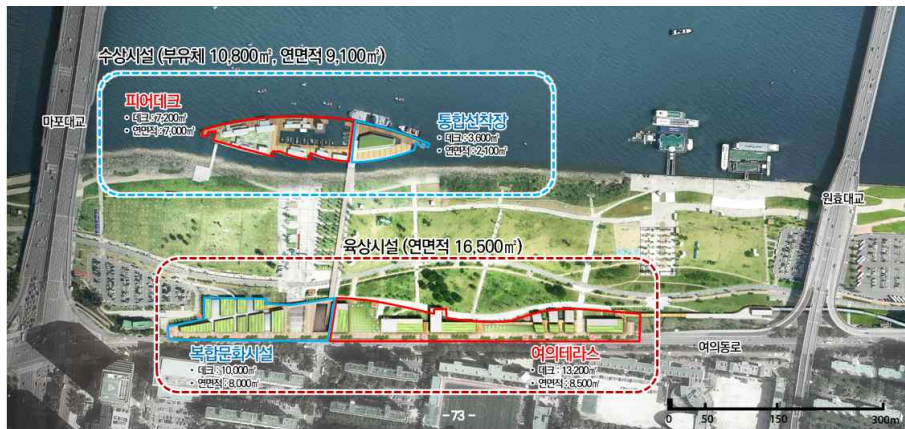 수상시설 (부유체 10,800㎡, 연면적 9,100㎡)
마포대교
피어데크
• 데크 : 7,200㎡
• 연면적 : 7,000㎡
통합선착장
• 데크 : 3,600㎡
• 연면적 : 2,100㎡
원효대교
육상시설 (연면적 16,500㎡)
복합문화시설
• 데크 : 10,000㎡
• 연면적 : 8,000㎡
여의테라스
• 데크 : 13,200㎡
• 연면적 : 8,500㎡
여의동로
- 73 -
0 50 150 300m